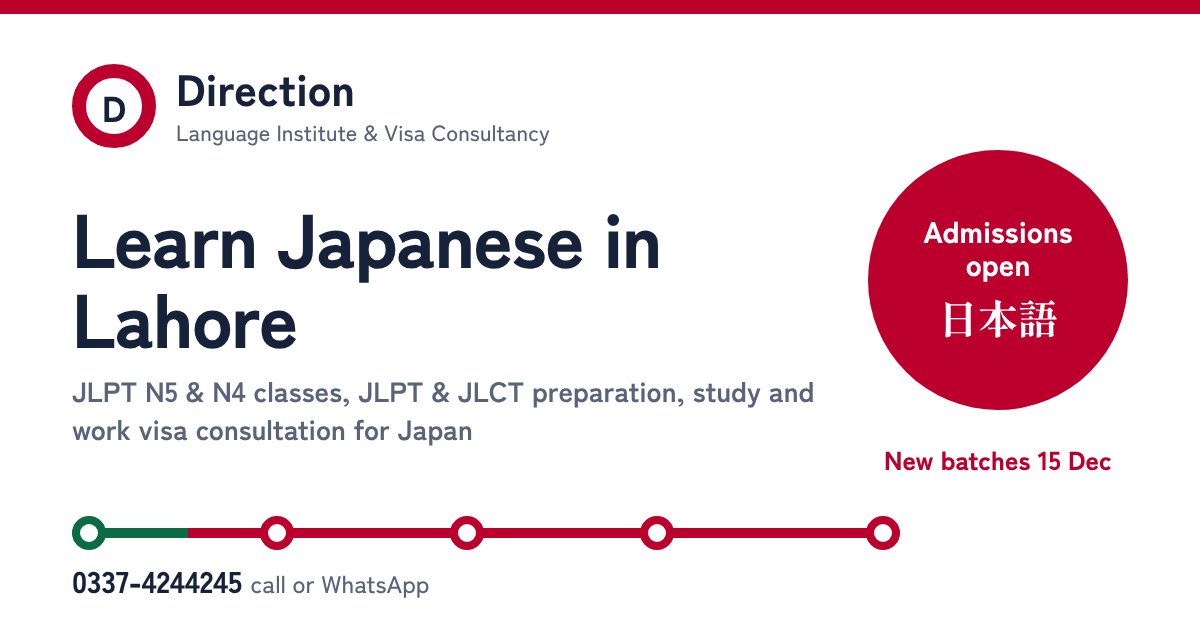 D
Direction
Language Institute & Visa Consultancy
Learn Japanese in
Lahore
JLPT N5 & N4 classes, JLPT & JLCT preparation, study and
work visa consultation for Japan
Admissions
open
日本語
New batches 15 Dec
0337-4244245 call or WhatsApp